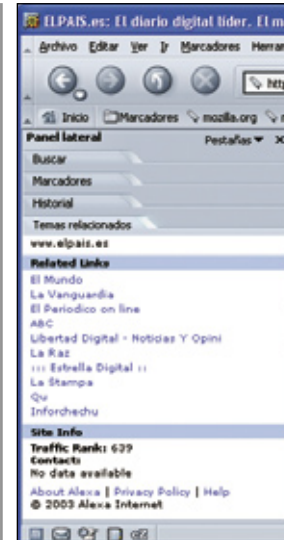 ELPAIS.es: El diario digital líder. El m
Archivo Editar Ver Ir Marcadores Herrar
Inicio Marcadores mozilla.org
Panel lateral Pestañas
Buscar
Marcadores
Historial
Temas relacionados
www.elpais.es
Related Links
El Mundo
La Vanguardia
El Periodico on line
ABC
Libertad Digital - Noticias Y Opini
La Raz
::: Estrella Digital ::
La Stampa
Qu
Inforchechu
Site Info
Traffic Rank: 639
Contact:
No data available
About Alexa | Privacy Policy | Help
© 2003 Alexa Internet